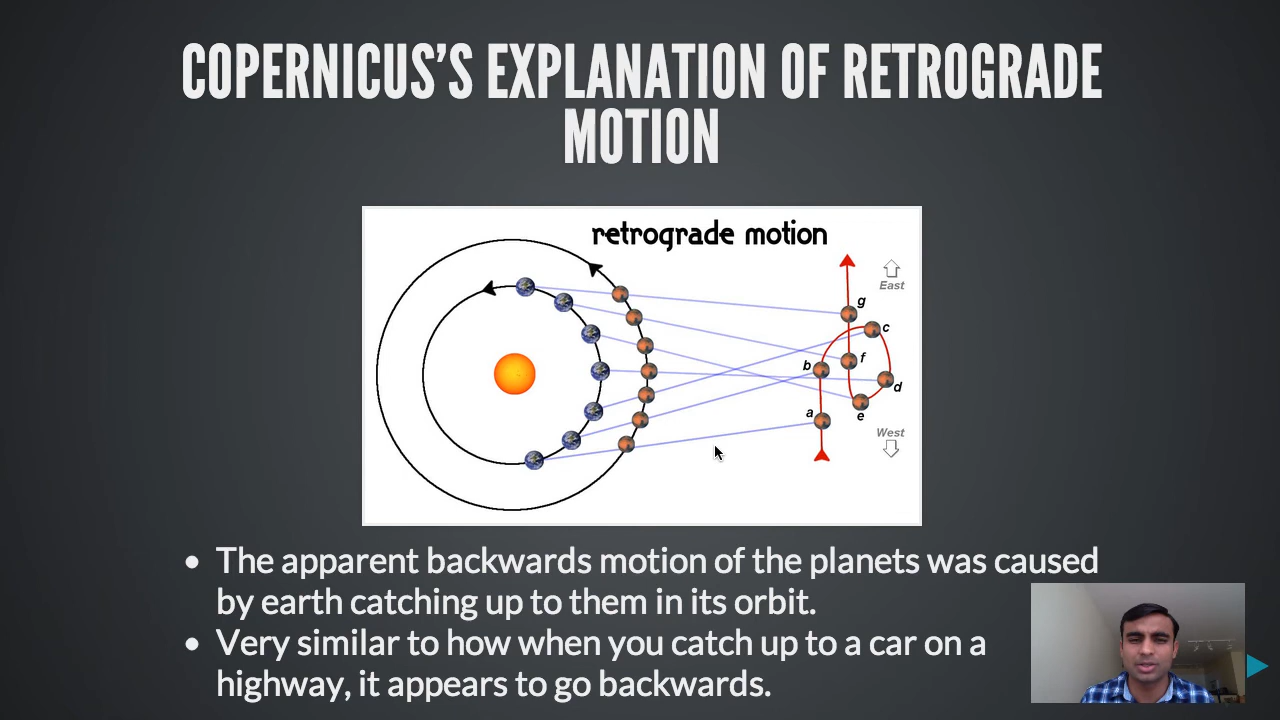 COPERNICUS’S EXPLANATION OF RETROGRADE
MOTION
retrograde motion
East
g
c
f
b
d
a
e
West
• The apparent backwards motion of the planets was caused
by earth catching up to them in its orbit.
• Very similar to how when you catch up to a car on a
highway, it appears to go backwards.